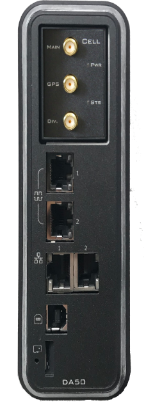 MAIN
CELL
PWR
GPS
STS
DIV.
1
2
1 2
DA50